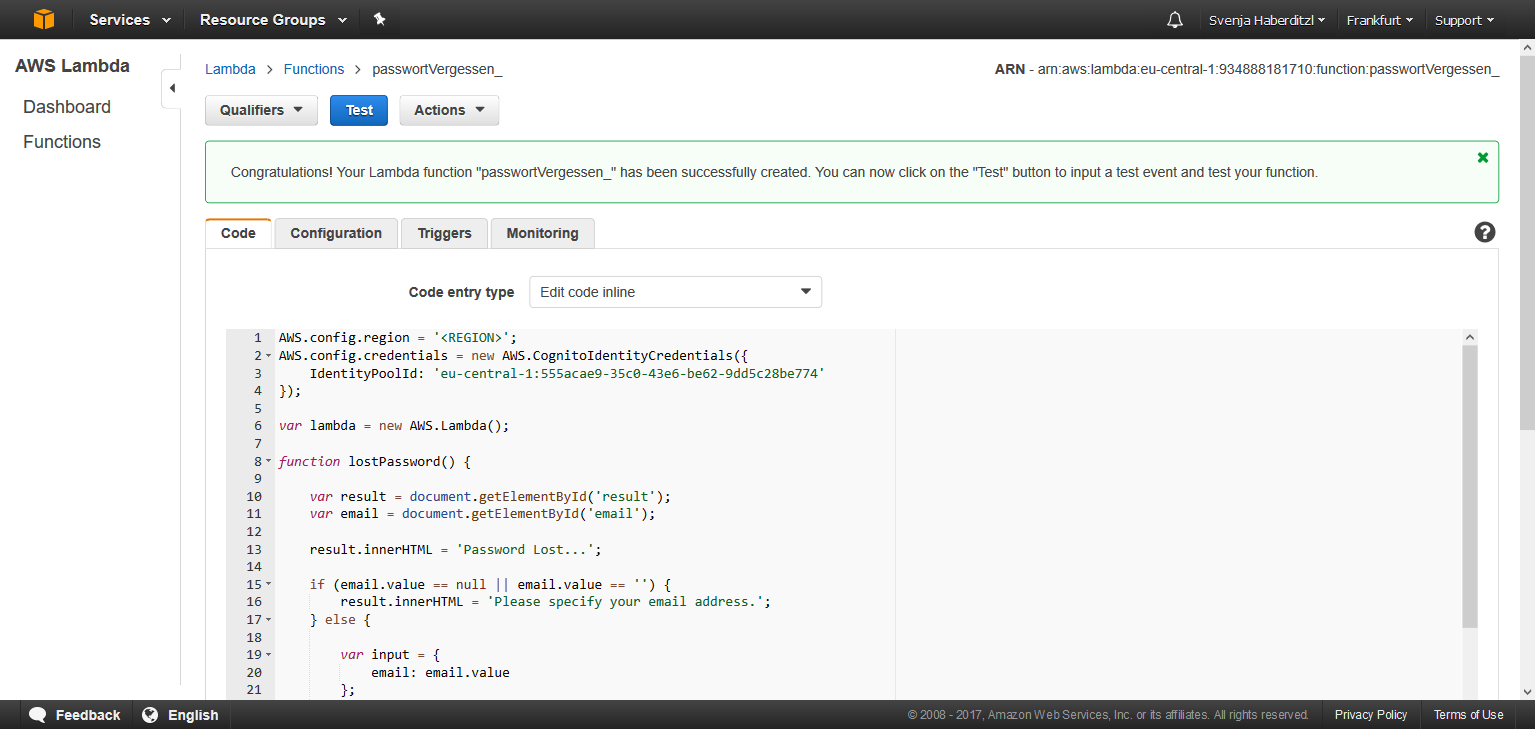 Services Resource Groups Svenja Haberditzl Frankfurt Support
AWS Lambda
Dashboard
Functions
Lambda > Functions > passwortVergessen_ ARN - arn:aws:lambda:eu-central-1:934888181710:function:passwortVergessen_
Qualifiers Test Actions
Congratulations! Your Lambda function "passwortVergessen_" has been successfully created. You can now click on the "Test" button to input a test event and test your function.
Code Configuration Triggers Monitoring ?
Code entry type Edit code inline
1 AWS.config.region = '<REGION>';
2 AWS.config.credentials = new AWS.CognitoIdentityCredentials({
3     IdentityPoolId: 'eu-central-1:555acae9-35c0-43e6-be62-9dd5c28be774'
4 });
5
6 var lambda = new AWS.Lambda();
7
8 function lostPassword() {
9
10     var result = document.getElementById('result');
11     var email = document.getElementById('email');
12
13     result.innerHTML = 'Password Lost...';
14
15     if (email.value == null || email.value == '') {
16         result.innerHTML = 'Please specify your email address.';
17     } else {
18
19         var input = {
20             email: email.value
21         };
Feedback English © 2008 - 2017, Amazon Web Services, Inc. or its affiliates. All rights reserved. Privacy Policy Terms of Use